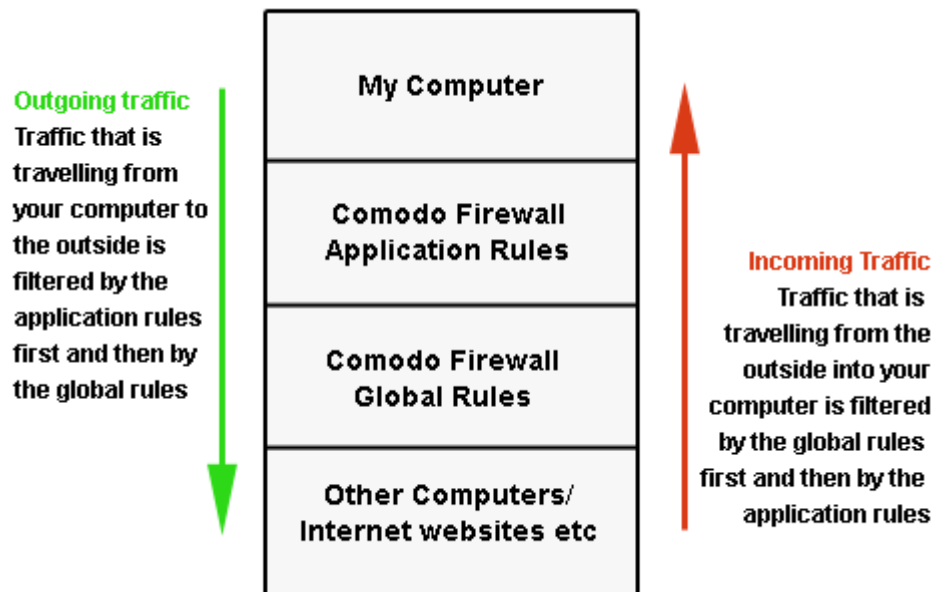 Outgoing traffic
Traffic that is
travelling from
your computer to
the outside is
filtered by the
application rules
first and then by
the global rules
My Computer
Comodo Firewall
Application Rules
Comodo Firewall
Global Rules
Other Computers/
Internet websites etc
Incoming Traffic
Traffic that is
travelling from the
outside into your
computer is filtered
by the global rules
first and then by the
application rules